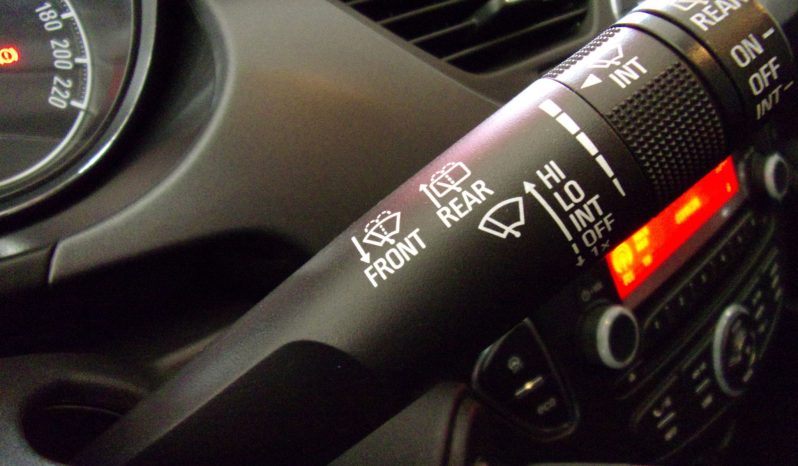 180
200
220
FRONT
REAR
HI
LO
INT
OFF
1x
INT
REAR
ON
OFF
INT